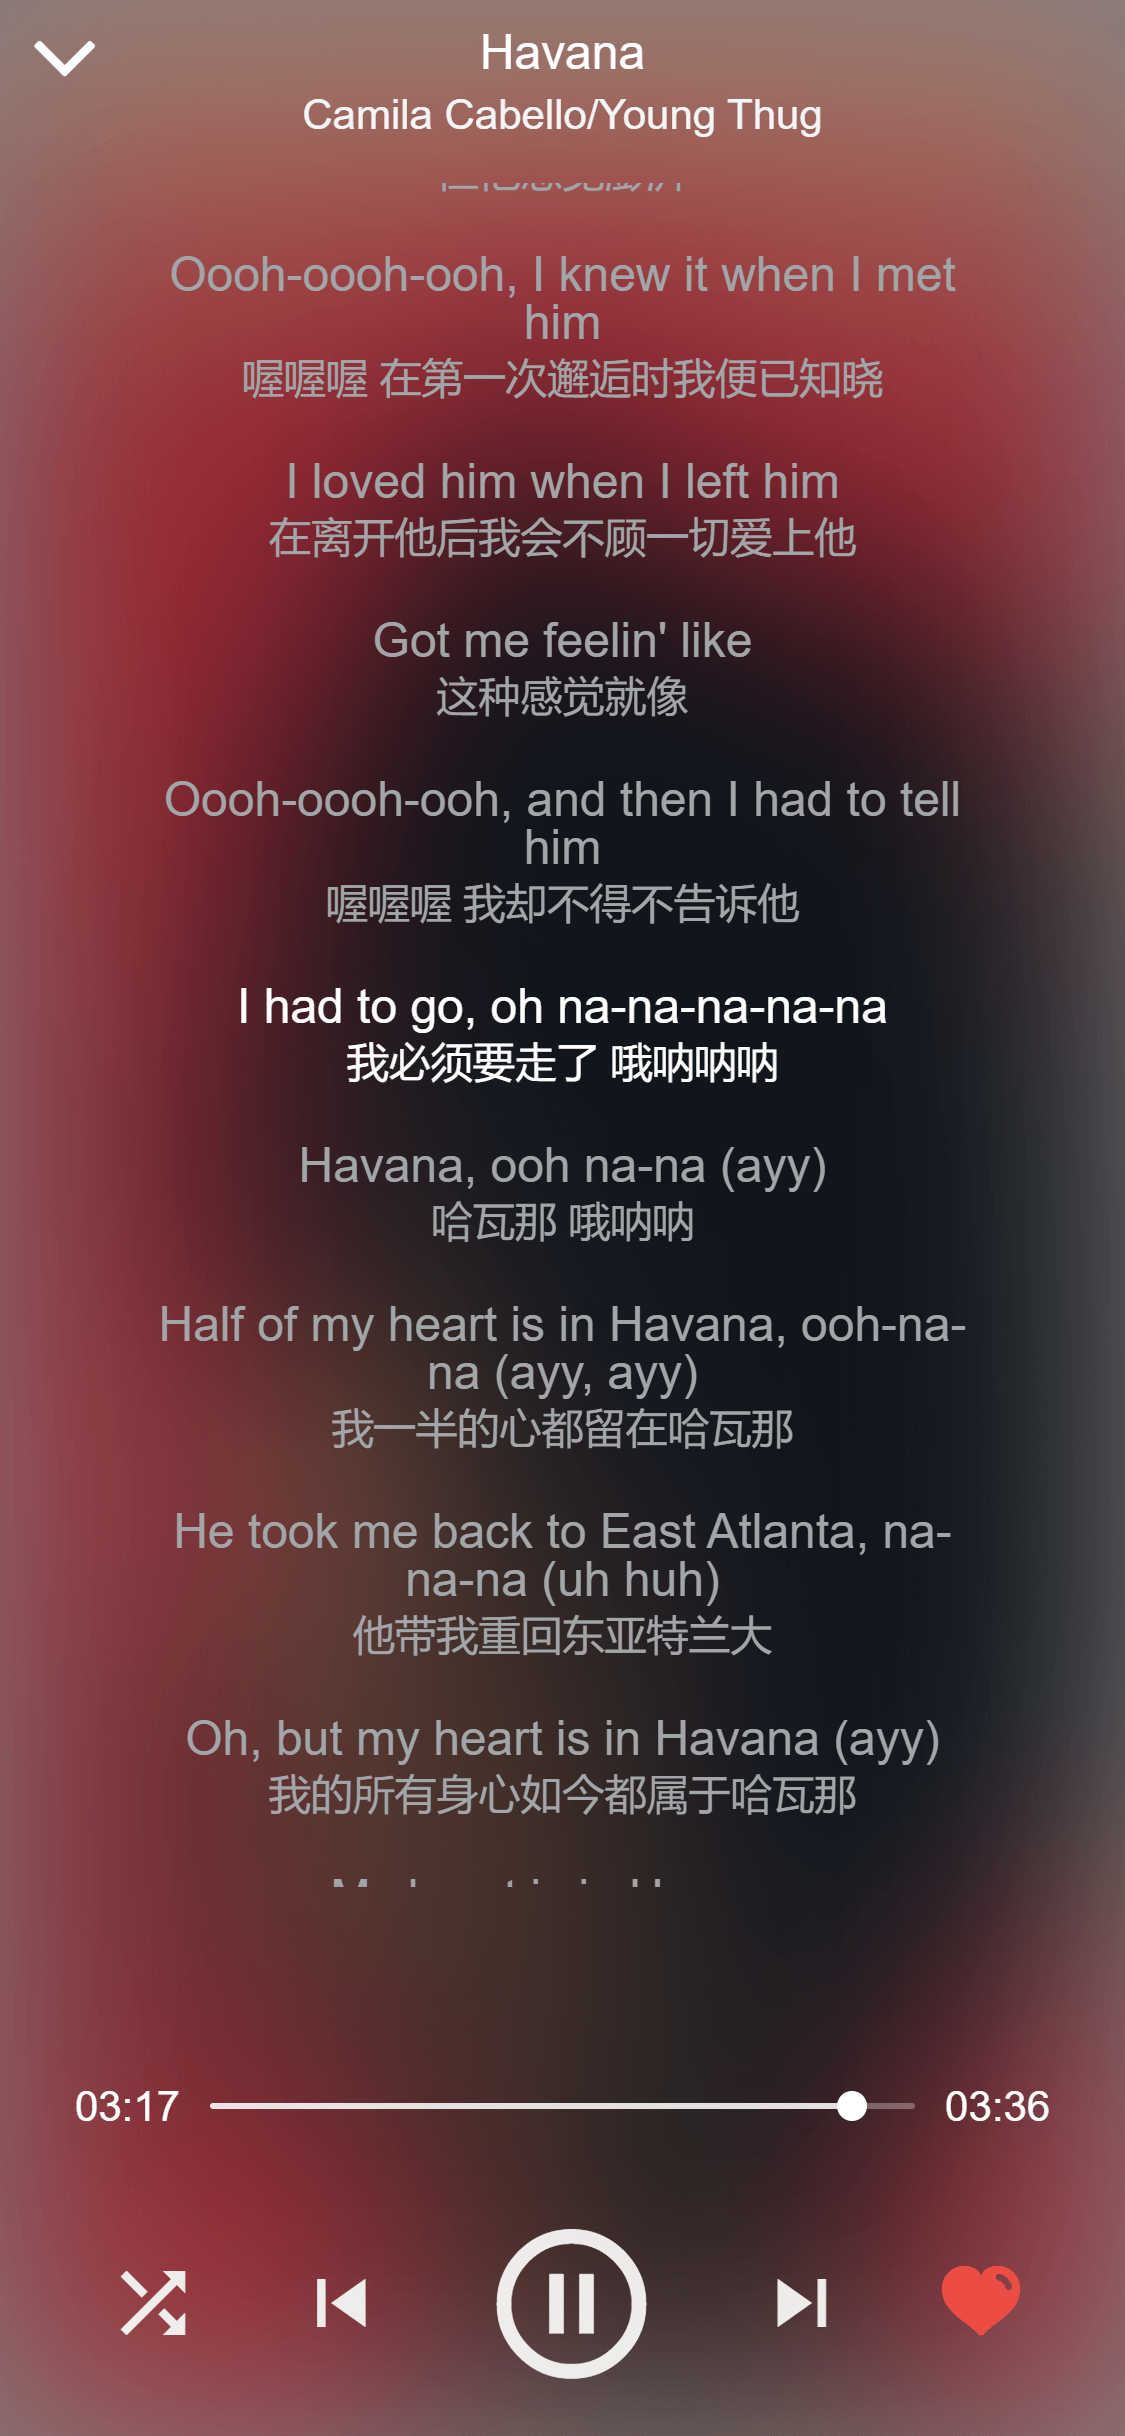 Havana
Camila Cabello/Young Thug
Oooh-oooh-ooh, I knew it when I met
him
喔喔喔 在第一次邂逅时我便已知晓
I loved him when I left him
在离开他后我会不顾一切爱上他
Got me feelin' like
这种感觉就像
Oooh-oooh-ooh, and then I had to tell
him
喔喔喔 我却不得不告诉他
I had to go, oh na-na-na-na-na
我必须要走了 哦呐呐呐
Havana, ooh na-na (ayy)
哈瓦那 哦呐呐
Half of my heart is in Havana, ooh-na-
na (ayy, ayy)
我一半的心都留在哈瓦那
He took me back to East Atlanta, na-
na-na (uh huh)
他带我重回东亚特兰大
Oh, but my heart is in Havana (ayy)
我的所有身心如今都属于哈瓦那
03:17
03:36